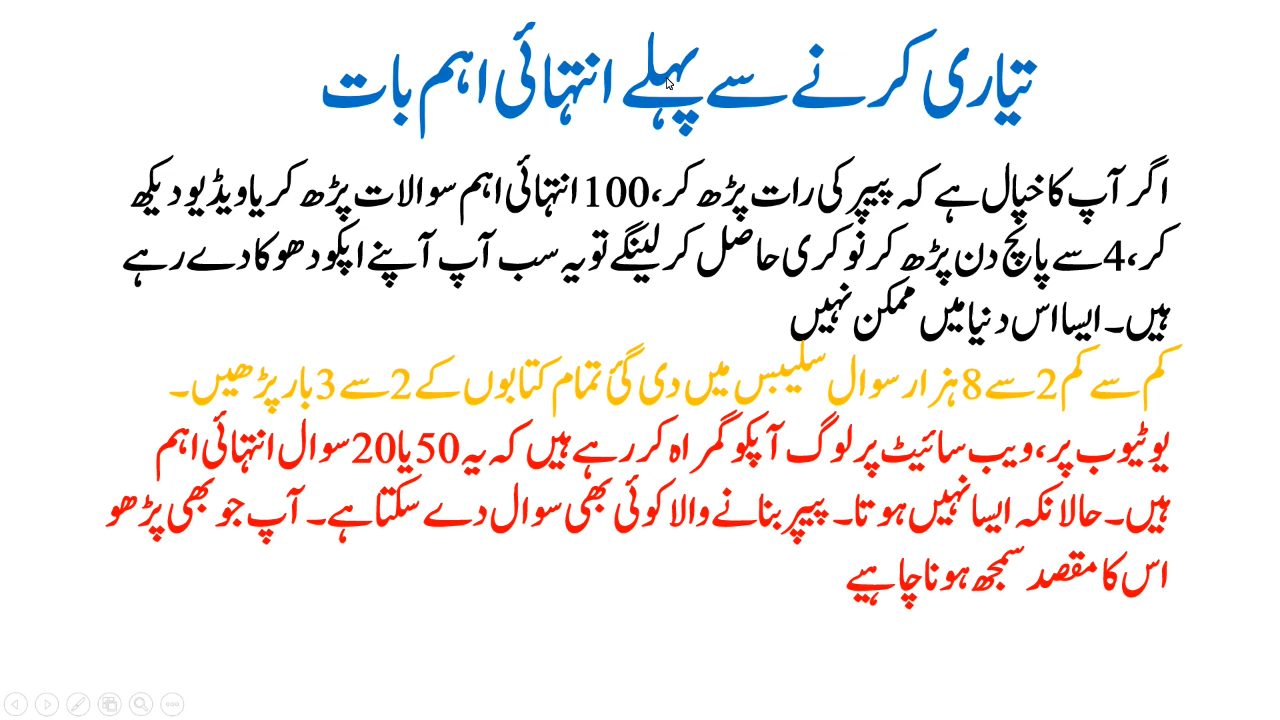 تیاری کرنے سے پہلے انتہائی اہم بات
اگر آپ کا خیال ہے کہ پیپر کی رات پڑھ کر، 100 انتہائی اہم سوالات پڑھ کر یا ویڈیو دیکھ
کر، 4 سے پانچ دن پڑھ کر نوکری حاصل کر لینگے تو یہ سب آپ آپنے اپکو دھوکا دے رہے
ہیں۔ ایسا اس دنیا میں ممکن نہیں
کم سے کم 2 سے 8 ہزار سوال سلیبس میں دی گئ تمام کتابوں کے 2 سے 3 بار پڑھیں۔
یوٹیوب پر، ویب سائیٹ پر لوگ آپکو گمراہ کر رہے ہیں کہ یہ 50 یا 20 سوال انتہائی اہم
ہیں۔ حالانکہ ایسا نہیں ہوتا۔ پیپر بنانے والا کوئی بھی سوال دے سکتا ہے۔ آپ جو بھی پڑھو
اس کا مقصد سمجھ ہونا چاہیے